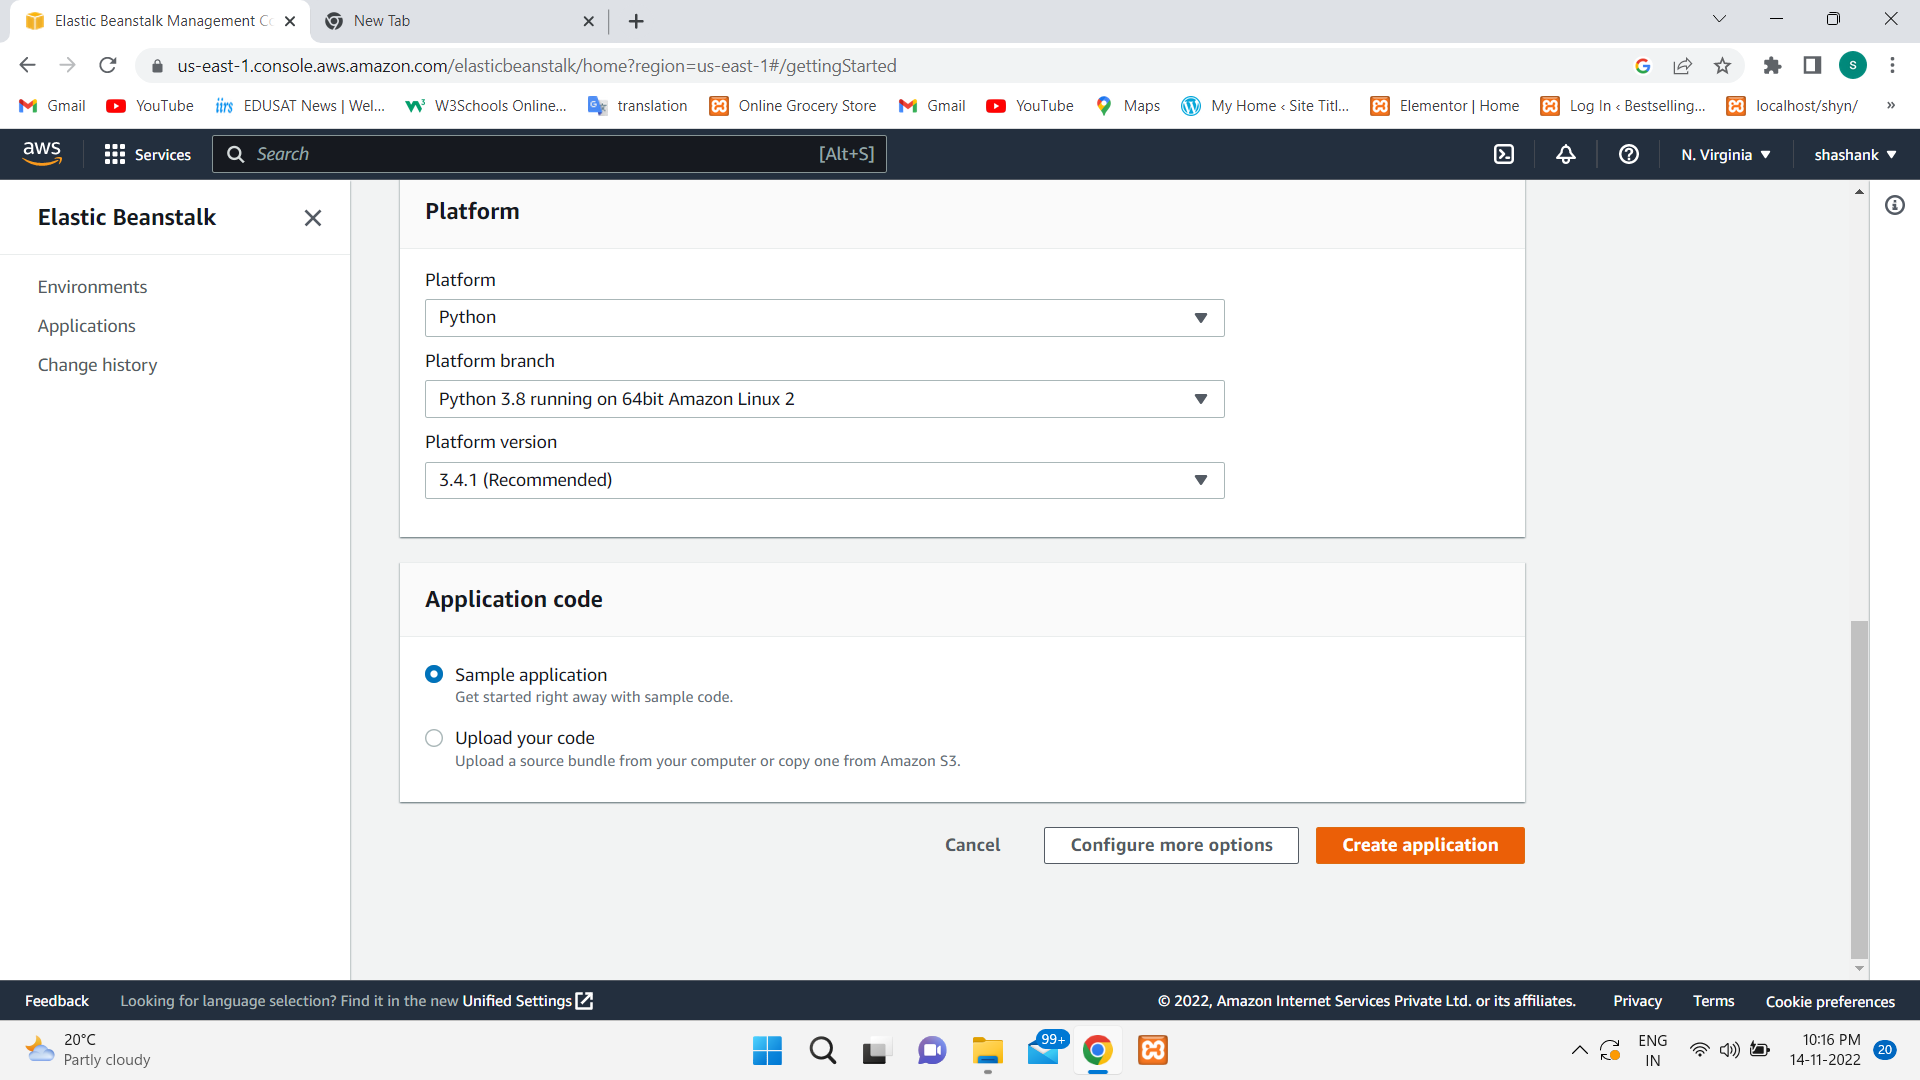 Elastic Beanstalk Management Co
New Tab
us-east-1.console.aws.amazon.com/elasticbeanstalk/home?region=us-east-1#/gettingStarted
S
Gmail
YouTube
iirs EDUSAT News | Wel...
W3Schools Online...
translation
Online Grocery Store
Gmail
YouTube
Maps
My Home ‹ Site Titl...
Elementor | Home
Log In ‹ Bestselling...
localhost/shyn/
»
aws
Services
Search
[Alt+S]
N. Virginia
shashank
Elastic Beanstalk
Environments
Applications
Change history
Platform
Platform
Python
Platform branch
Python 3.8 running on 64bit Amazon Linux 2
Platform version
3.4.1 (Recommended)
Application code
Sample application
Get started right away with sample code.
Upload your code
Upload a source bundle from your computer or copy one from Amazon S3.
Cancel
Configure more options
Create application
Feedback
Looking for language selection? Find it in the new Unified Settings
© 2022, Amazon Internet Services Private Ltd. or its affiliates.
Privacy
Terms
Cookie preferences
20°C
Partly cloudy
99+
ENG
IN
10:16 PM
14-11-2022
20